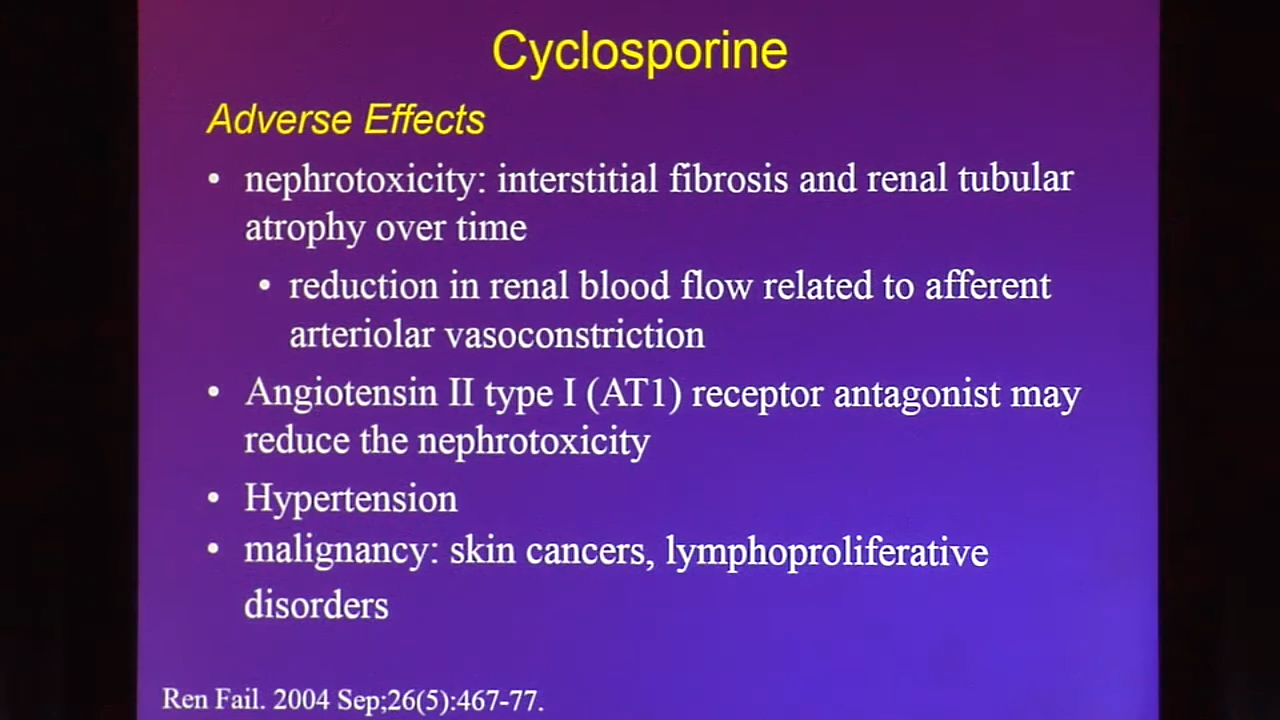 Cyclosporine
Adverse Effects
• nephrotoxicity: interstitial fibrosis and renal tubular
atrophy over time
• reduction in renal blood flow related to afferent
arteriolar vasoconstriction
• Angiotensin II type I (AT1) receptor antagonist may
reduce the nephrotoxicity
• Hypertension
• malignancy: skin cancers, lymphoproliferative
disorders
Ren Fail. 2004 Sep;26(5):467-77.